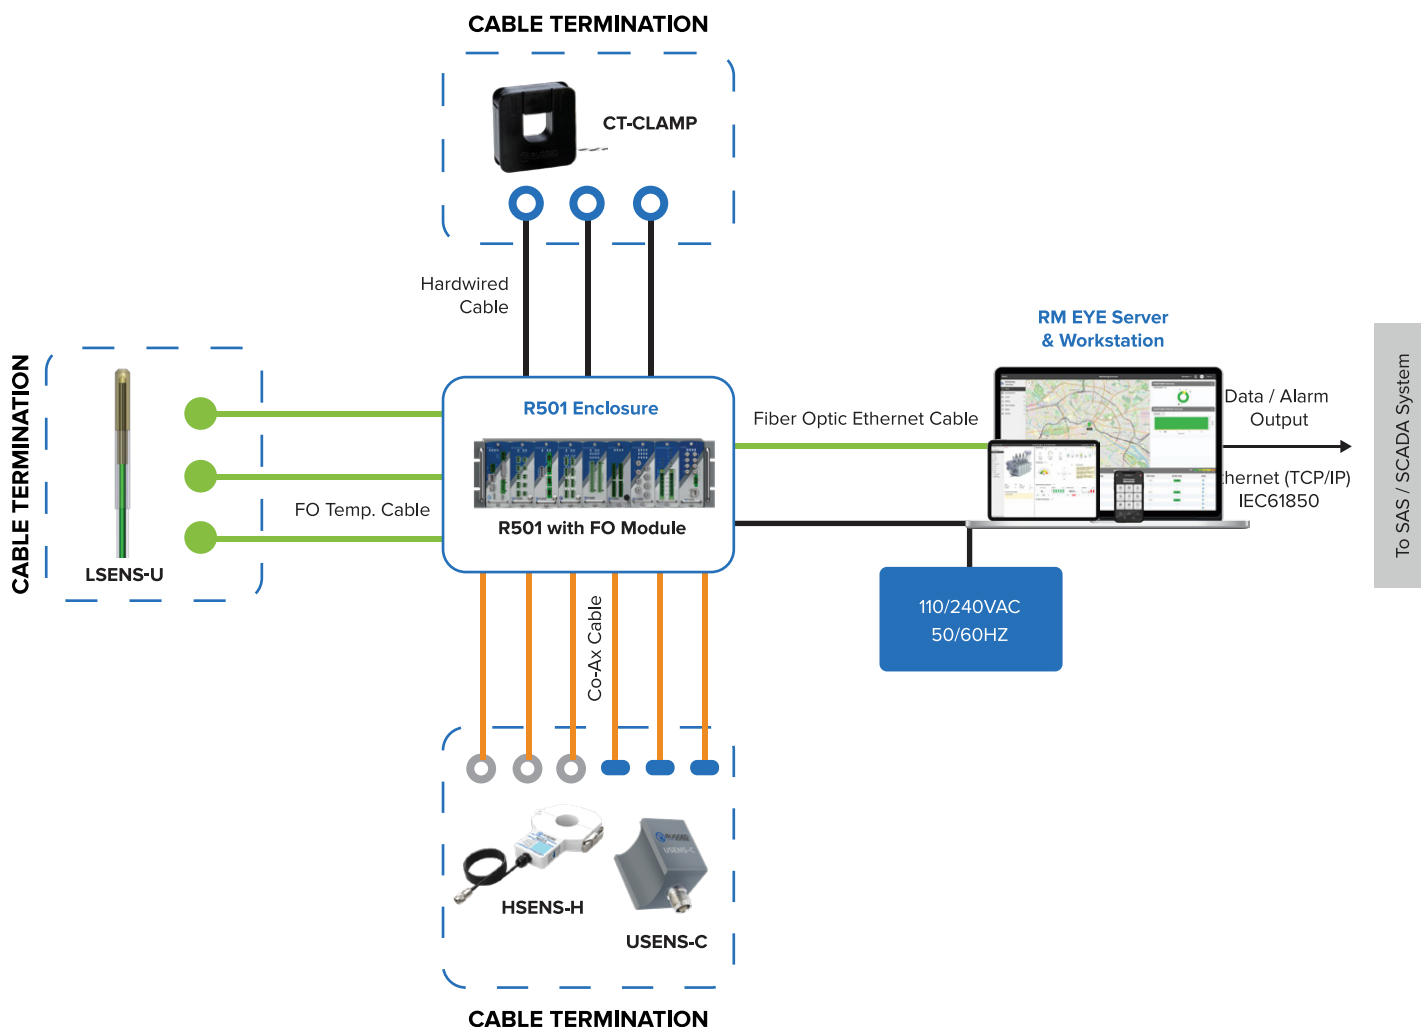 CABLE TERMINATION
CT-CLAMP
Hardwired
Cable
RM EYE Server
& Workstation
CABLE TERMINATION
LSENS-U
FO Temp. Cable
R501 Enclosure
R501 with FO Module
Fiber Optic Ethernet Cable
Data / Alarm
Output
hernet (TCP/IP)
IEC61850
To SAS / SCADA System
110/240VAC
50/60HZ
Co-Ax Cable
RUGGED
USENS-C
HSENS-H
USENS-C
CABLE TERMINATION